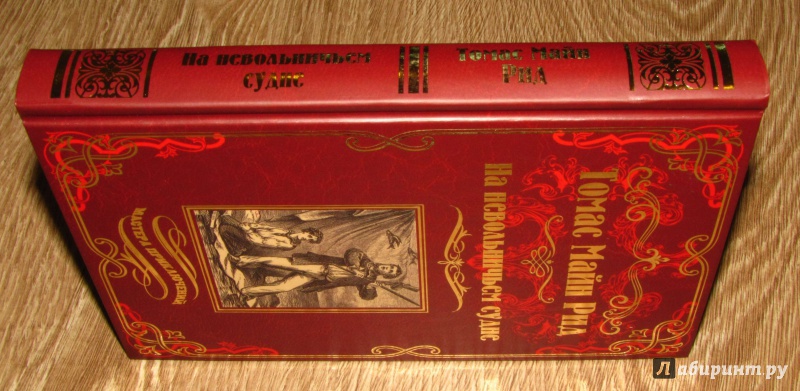 На невольничьем
судне
Томас Майн
Рид
Томас Майн Рид
На невольничьем судне
Мастера приключений
Лабиринт.ру